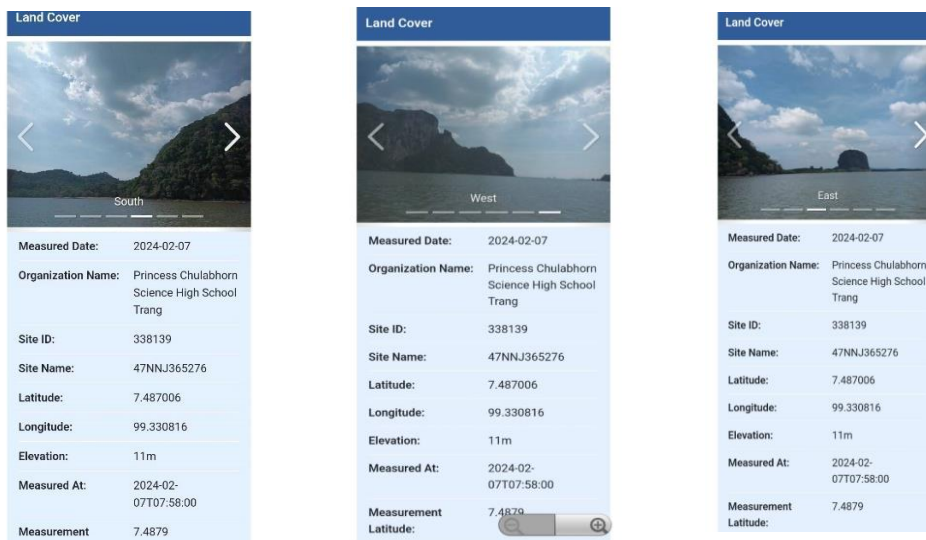 Land Cover
South
Measured Date: 2024-02-07
Organization Name: Princess Chulabhorn
Science High School
Trang
Site ID: 338139
Site Name: 47NNJ365276
Latitude: 7.487006
Longitude: 99.330816
Elevation: 11m
Measured At: 2024-02-
07T07:58:00
Measurement 7.4879
Land Cover
West
Measured Date: 2024-02-07
Organization Name: Princess Chulabhorn
Science High School
Trang
Site ID: 338139
Site Name: 47NNJ365276
Latitude: 7.487006
Longitude: 99.330816
Elevation: 11m
Measured At: 2024-02-
07T07:58:00
Measurement 7.4879
Latitude:
Land Cover
East
Measured Date: 2024-02-07
Organization Name: Princess Chulabhorn
Science High School
Trang
Site ID: 338139
Site Name: 47NNJ365276
Latitude: 7.487006
Longitude: 99.330816
Elevation: 11m
Measured At: 2024-02-
07T07:58:00
Measurement 7.4879
Latitude: